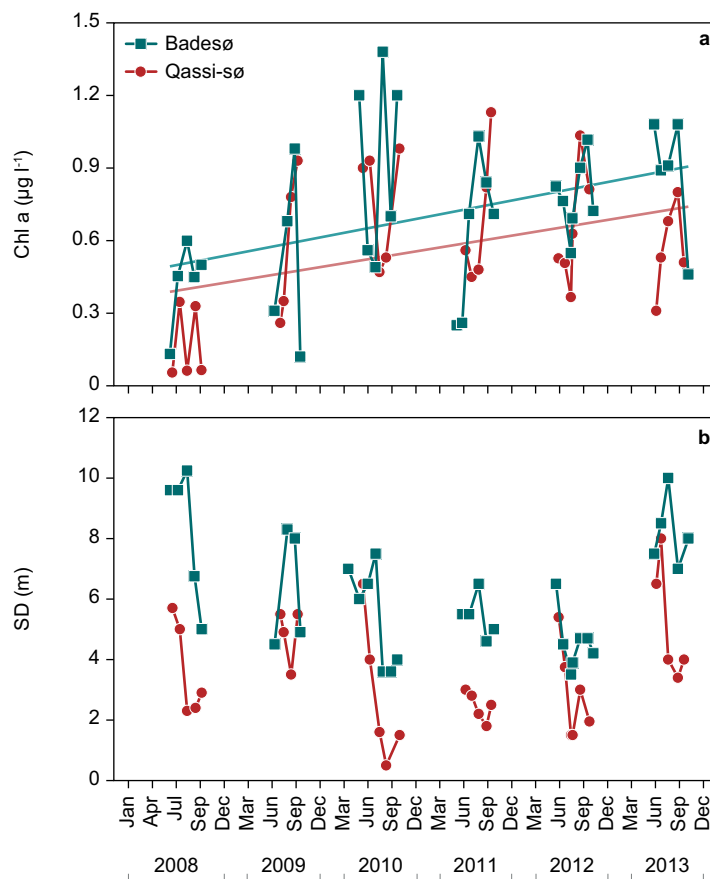 1.5
a
Badesø
Qassi-sø
1.2
0.9
Chl a (µg l-1)
0.6
0.3
0
12
b
10
8
SD (m)
6
4
2
0
Jan Apr Jul Sep Dec Mar Jun Sep Dec Mar Jun Sep Dec Mar Jun Sep Dec Mar Jun Sep Dec Mar Jun Sep Dec
2008 2009 2010 2011 2012 2013